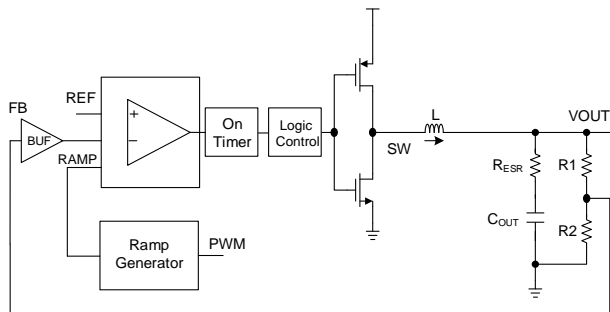 FB
REF
BUF
RAMP
+
−
On
Timer
Logic
Control
SW
L
VOUT
RESR
R1
COUT
R2
Ramp
Generator
PWM